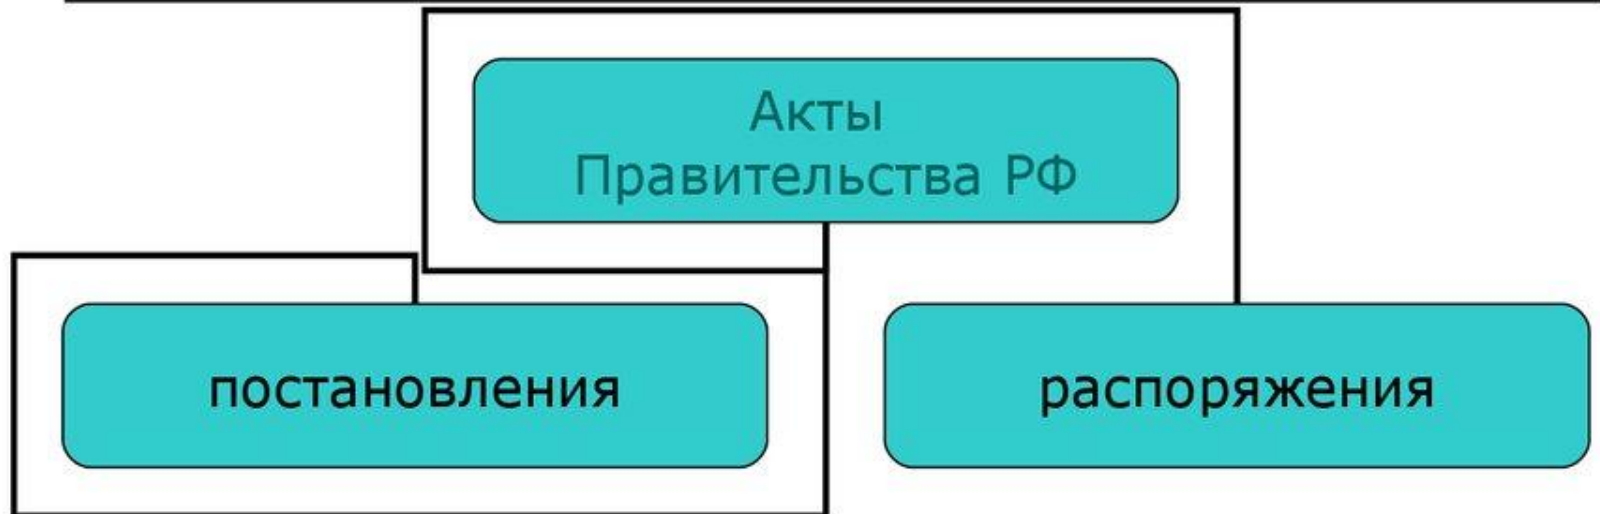 Акты
Правительства РФ
постановления
распоряжения